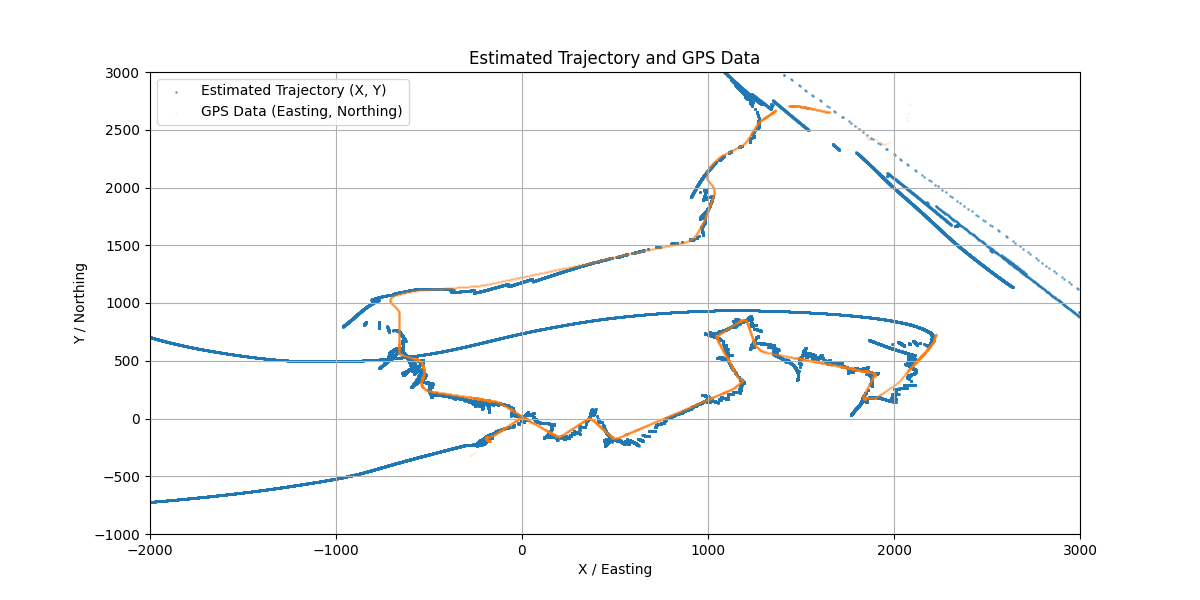 Estimated Trajectory and GPS Data
Estimated Trajectory (X, Y)
GPS Data (Easting, Northing)
3000
2500
2000
1500
1000
500
0
−500
−1000
Y / Northing
−2000 −1000 0 1000 2000 3000
X / Easting